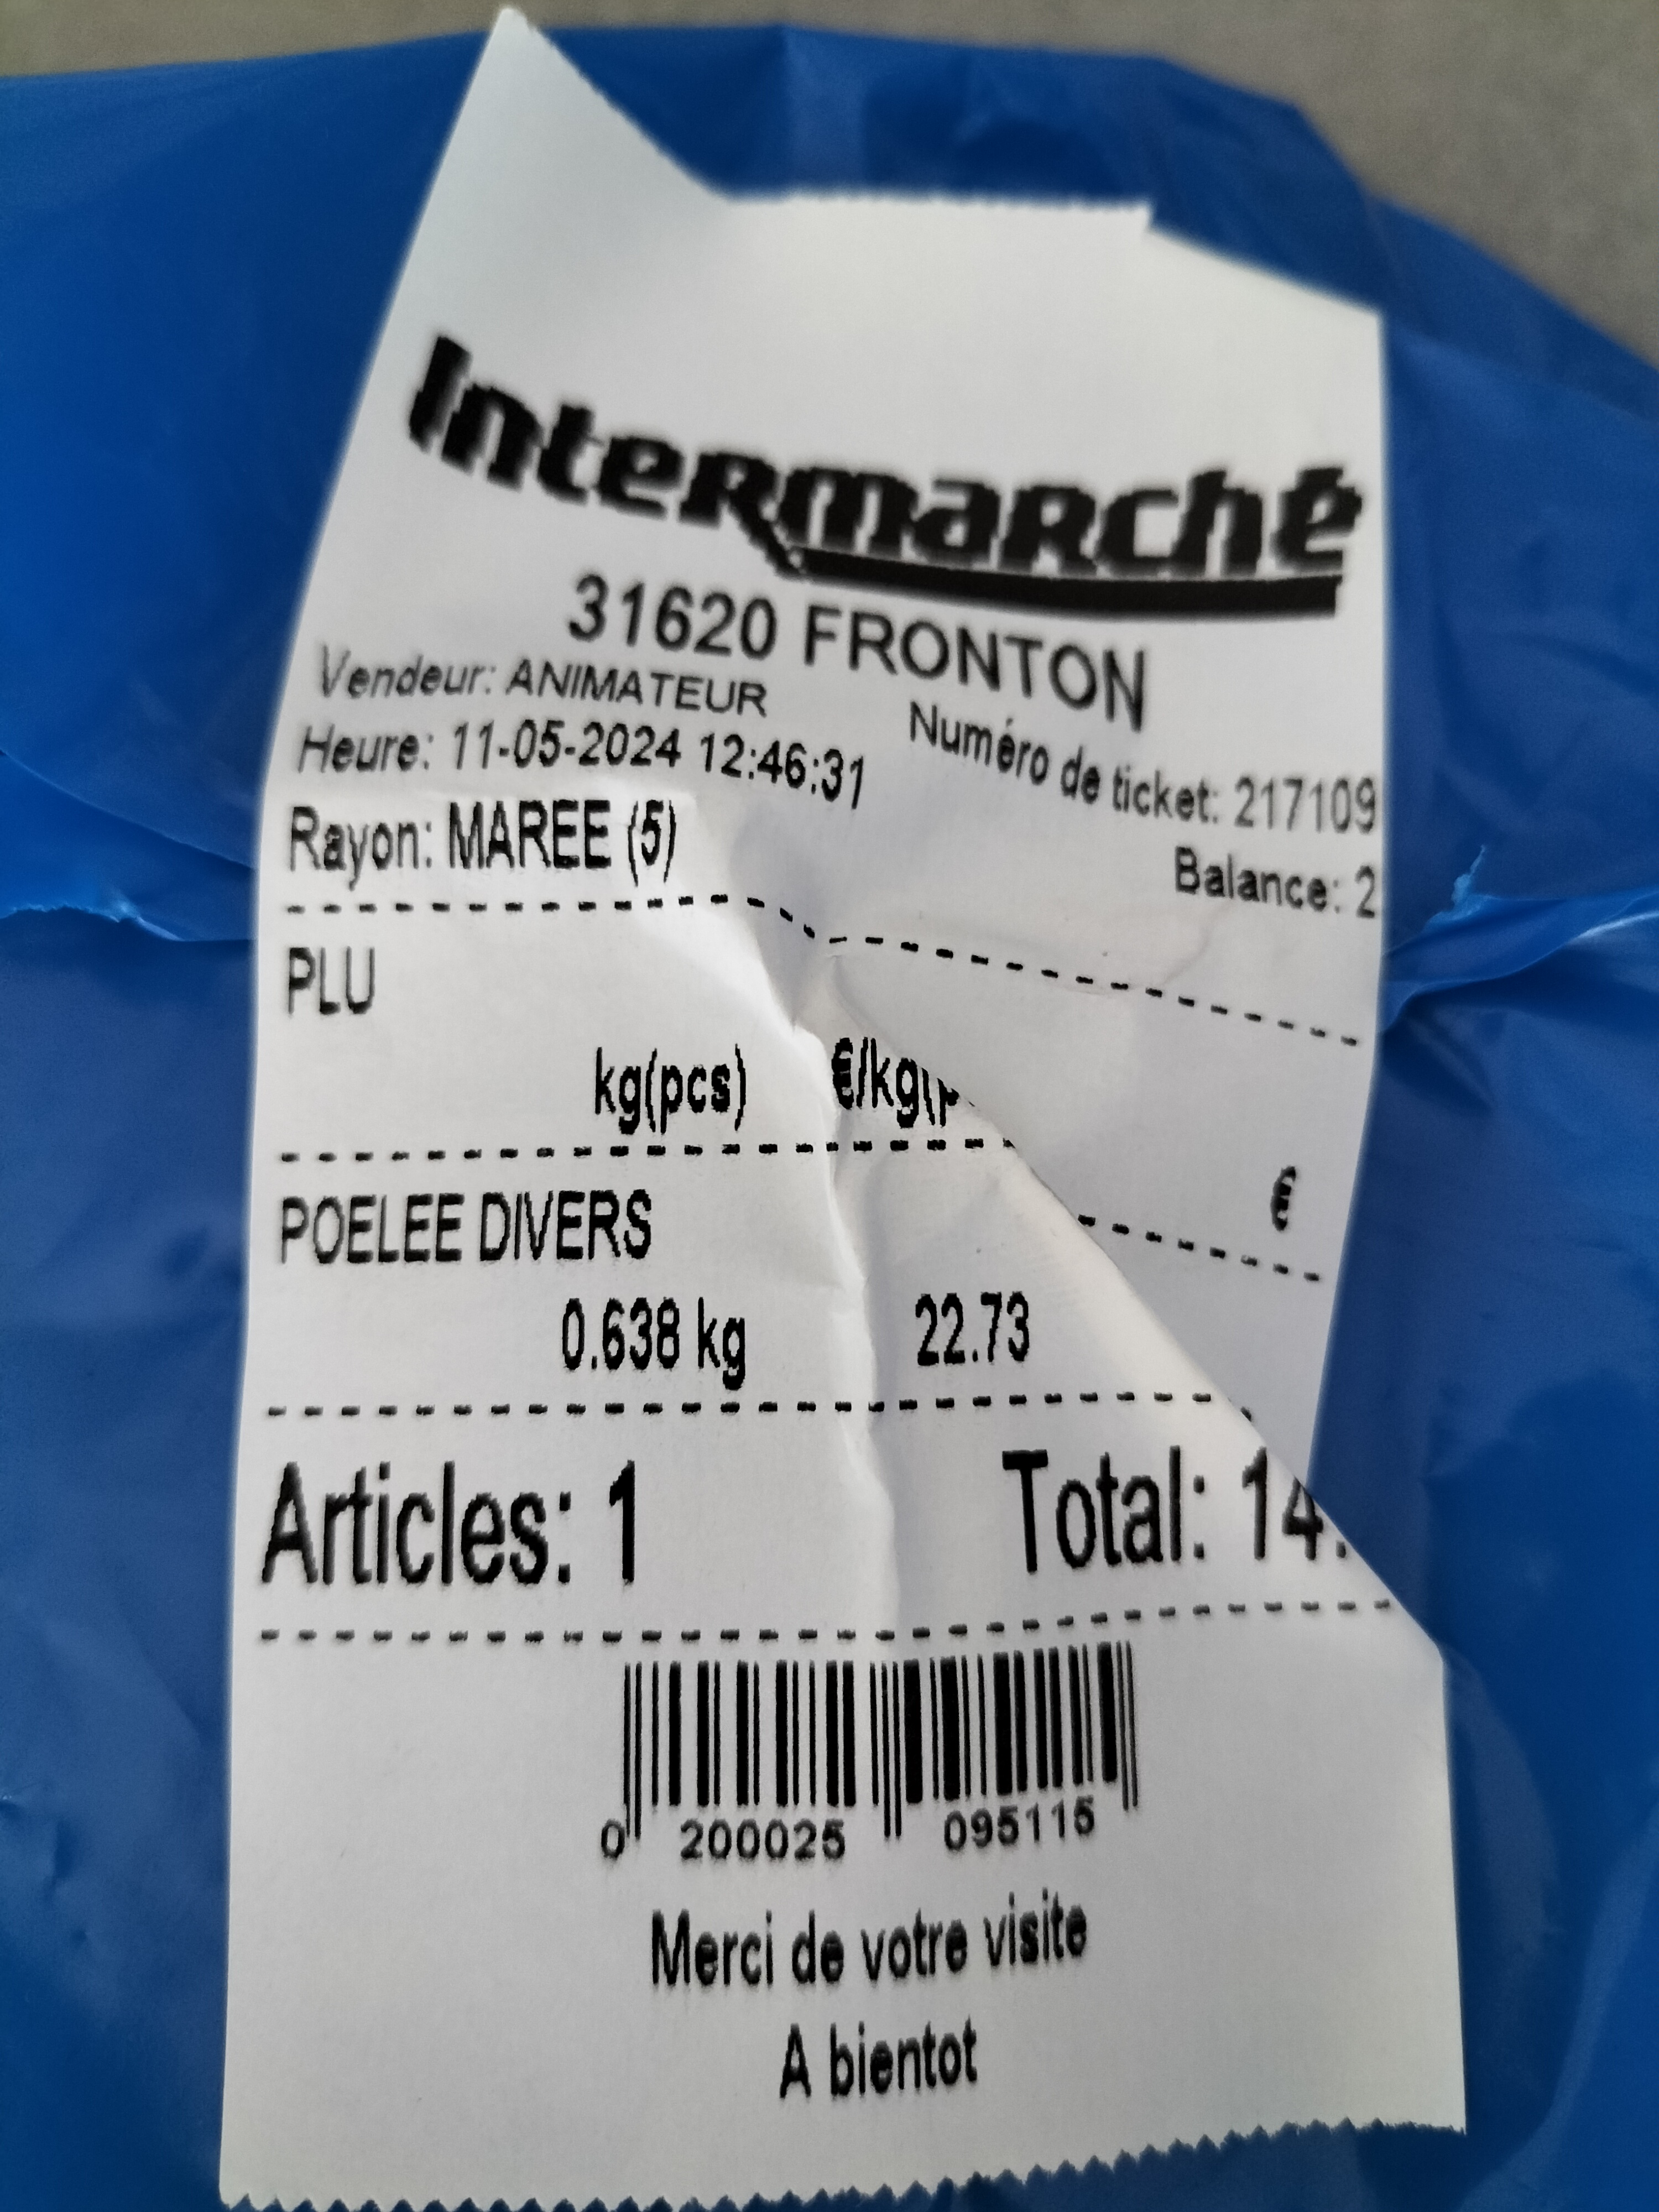 Intermarché
31620 FRONTON
Vendeur: ANIMATEUR
Numéro de ticket: 217109
Heure: 11-05-2024 12:46:31
Balance: 2
Rayon: MAREE (5)
PLU
kg(pcs) €/kg(p
€
POELEE DIVERS
0.638 kg 22.73
Articles: 1 Total: 14.
0 200025 095115
Merci de votre visite
A bientot